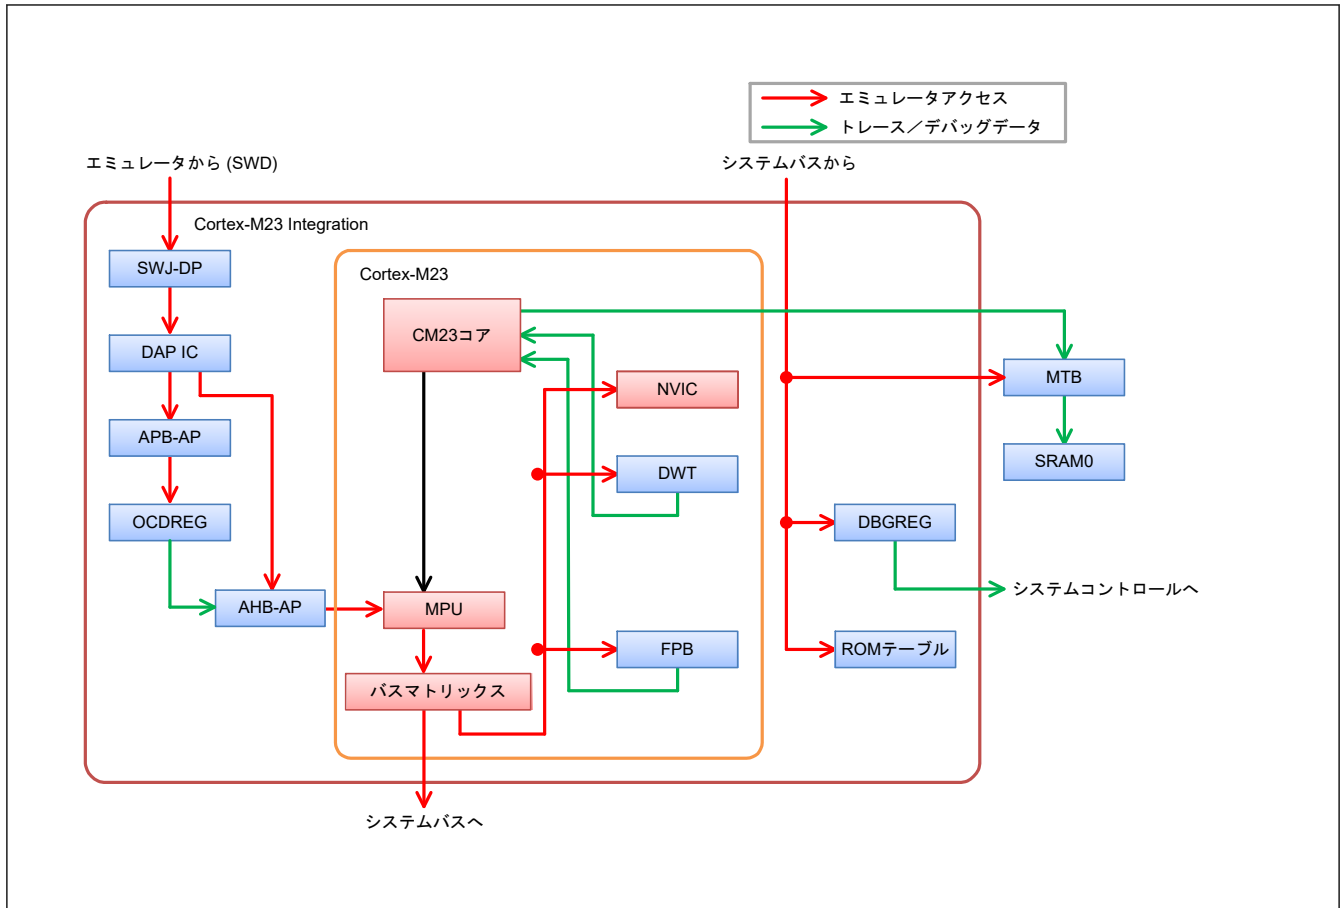 エミュレータアクセス
トレース／デバッグデータ
エミュレータから (SWD)
システムバスから
Cortex-M23 Integration
SWJ-DP
Cortex-M23
CM23コア
DAP IC
MTB
NVIC
APB-AP
SRAM0
DWT
OCDREG
DBGREG
システムコントロールへ
AHB-AP
MPU
FPB
ROMテーブル
バスマトリックス
システムバスへ